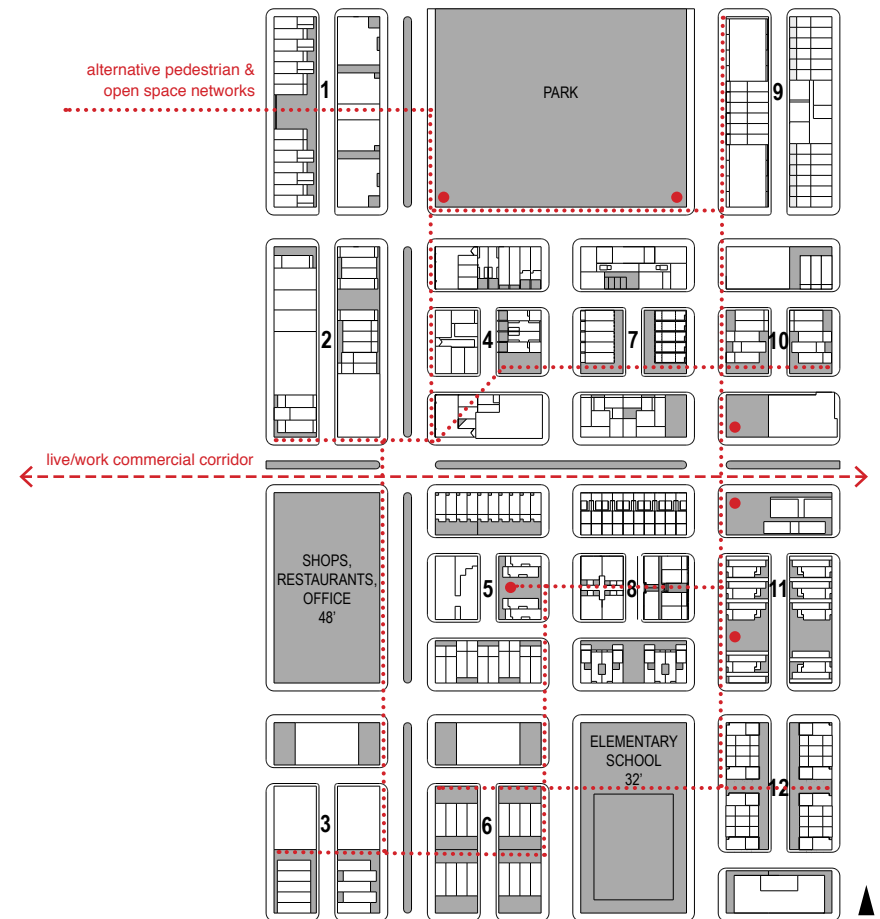 alternative pedestrian &
open space networks
1
PARK
9
2
4
7
10
live/work commercial corridor
SHOPS,
RESTAURANTS,
OFFICE
48’
5
8
11
ELEMENTARY
SCHOOL
32’
3
6
12